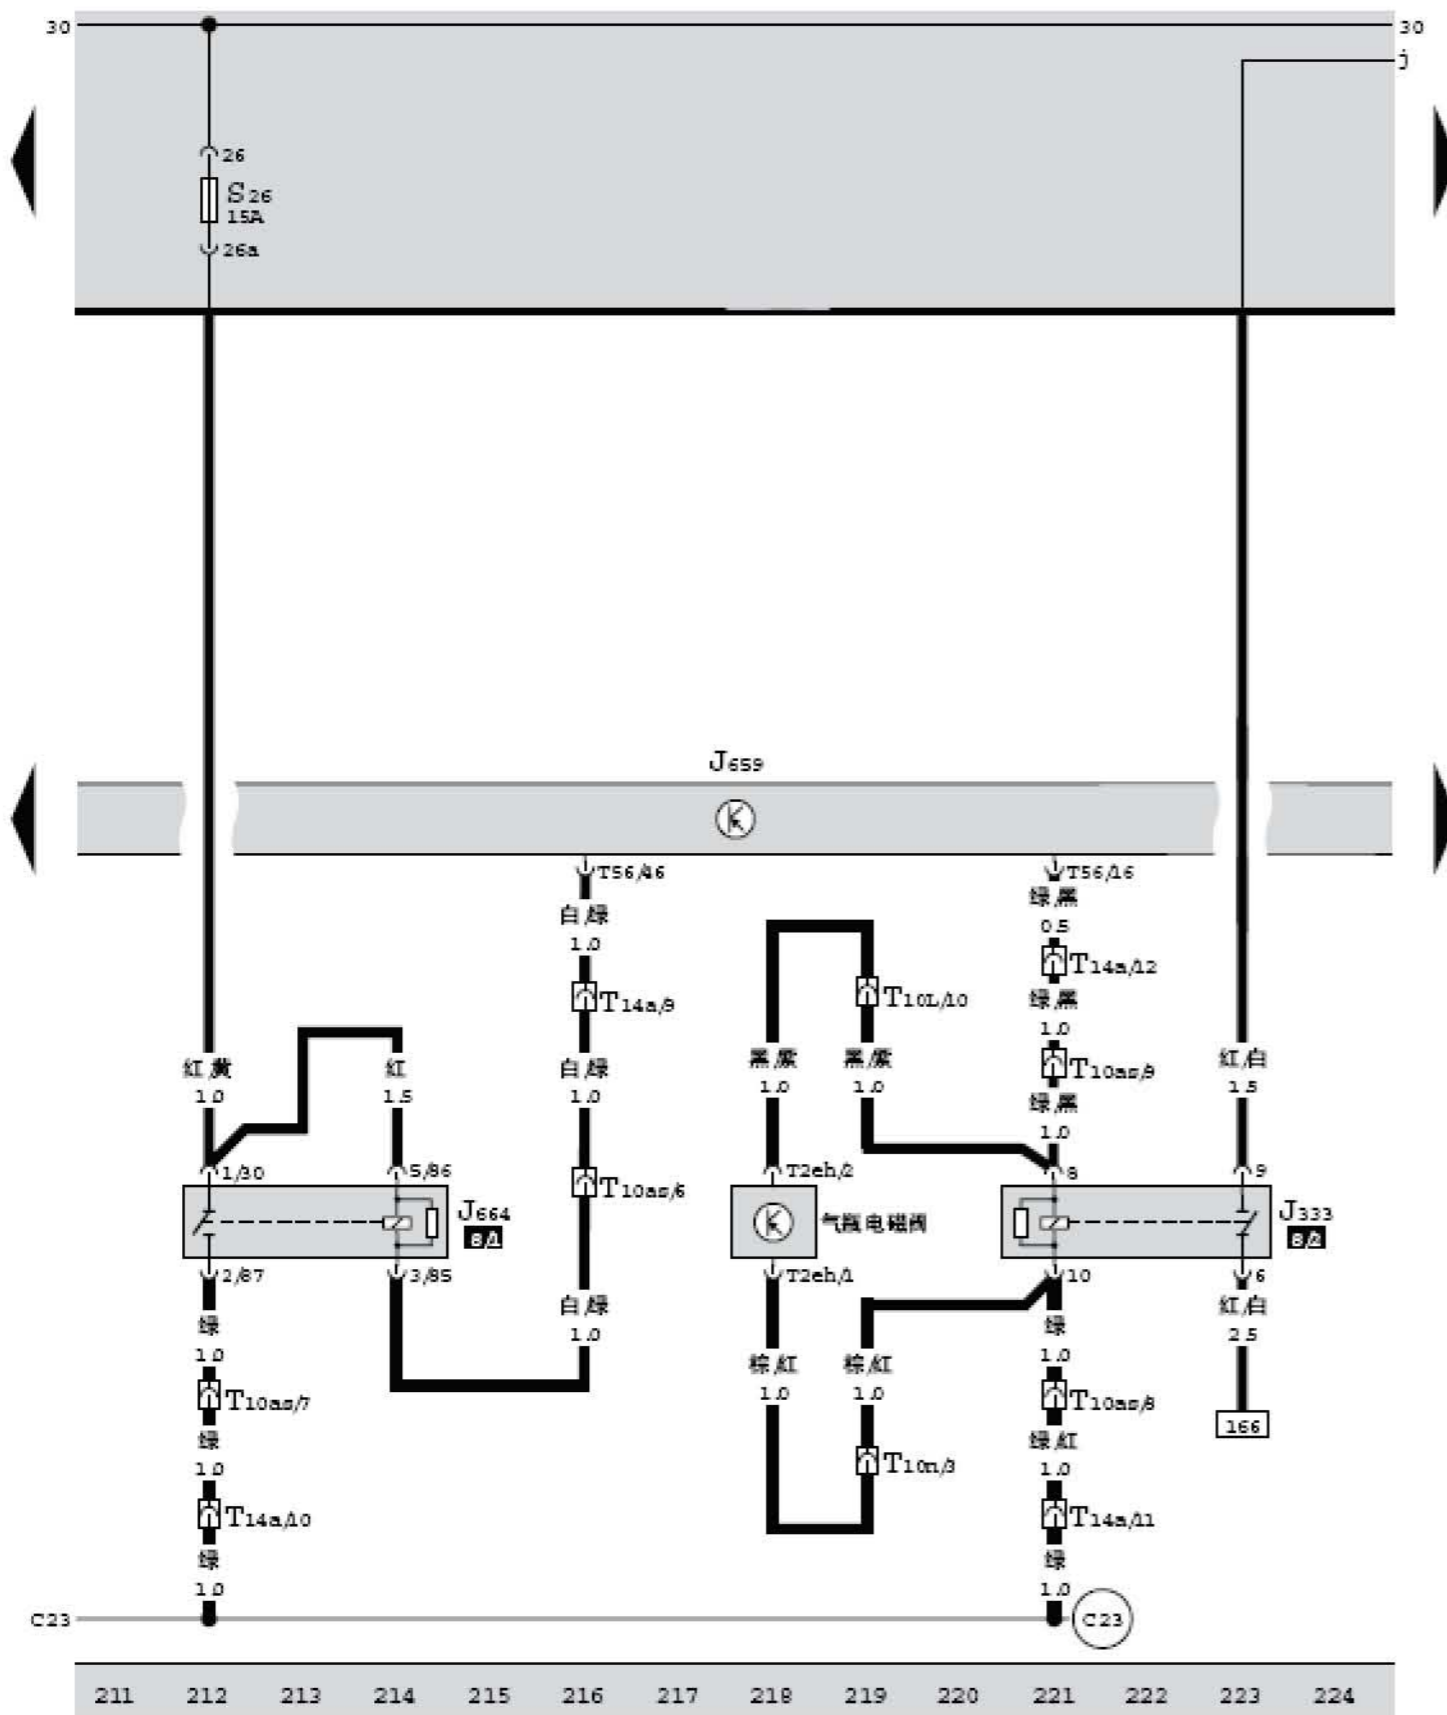 30
30
j
26
S26
15A
26a
J659
T56/46
T56/16
白/绿
1.0
绿/黑
0.5
T14a/9
T10L/10
T14a/12
绿/黑
1.0
红/黄
1.0
红
1.5
白/绿
1.0
黑/紫
1.0
黑/紫
1.0
T10as/9
绿/黑
1.0
红/白
1.5
1/30
5/86
T10as/6
T2eh/2
8
9
J664
8/1
气瓶电磁阀
J333
8/2
2/87
3/85
T2eh/1
10
6
绿
1.0
白/绿
1.0
棕/红
1.0
棕/红
1.0
绿
1.0
红/白
2.5
T10as/7
T10as/8
166
绿
1.0
T10n/3
绿/红
1.0
T14a/10
T14a/11
绿
1.0
绿
1.0
C23
C23
211 212 213 214 215 216 217 218 219 220 221 222 223 224